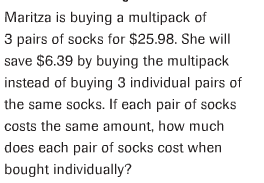 Maritza is buying a multipack of
3 pairs of socks for $25.98. She will
save $6.39 by buying the multipack
instead of buying 3 individual pairs of
the same socks. If each pair of socks
costs the same amount, how much
does each pair of socks cost when
bought individually?